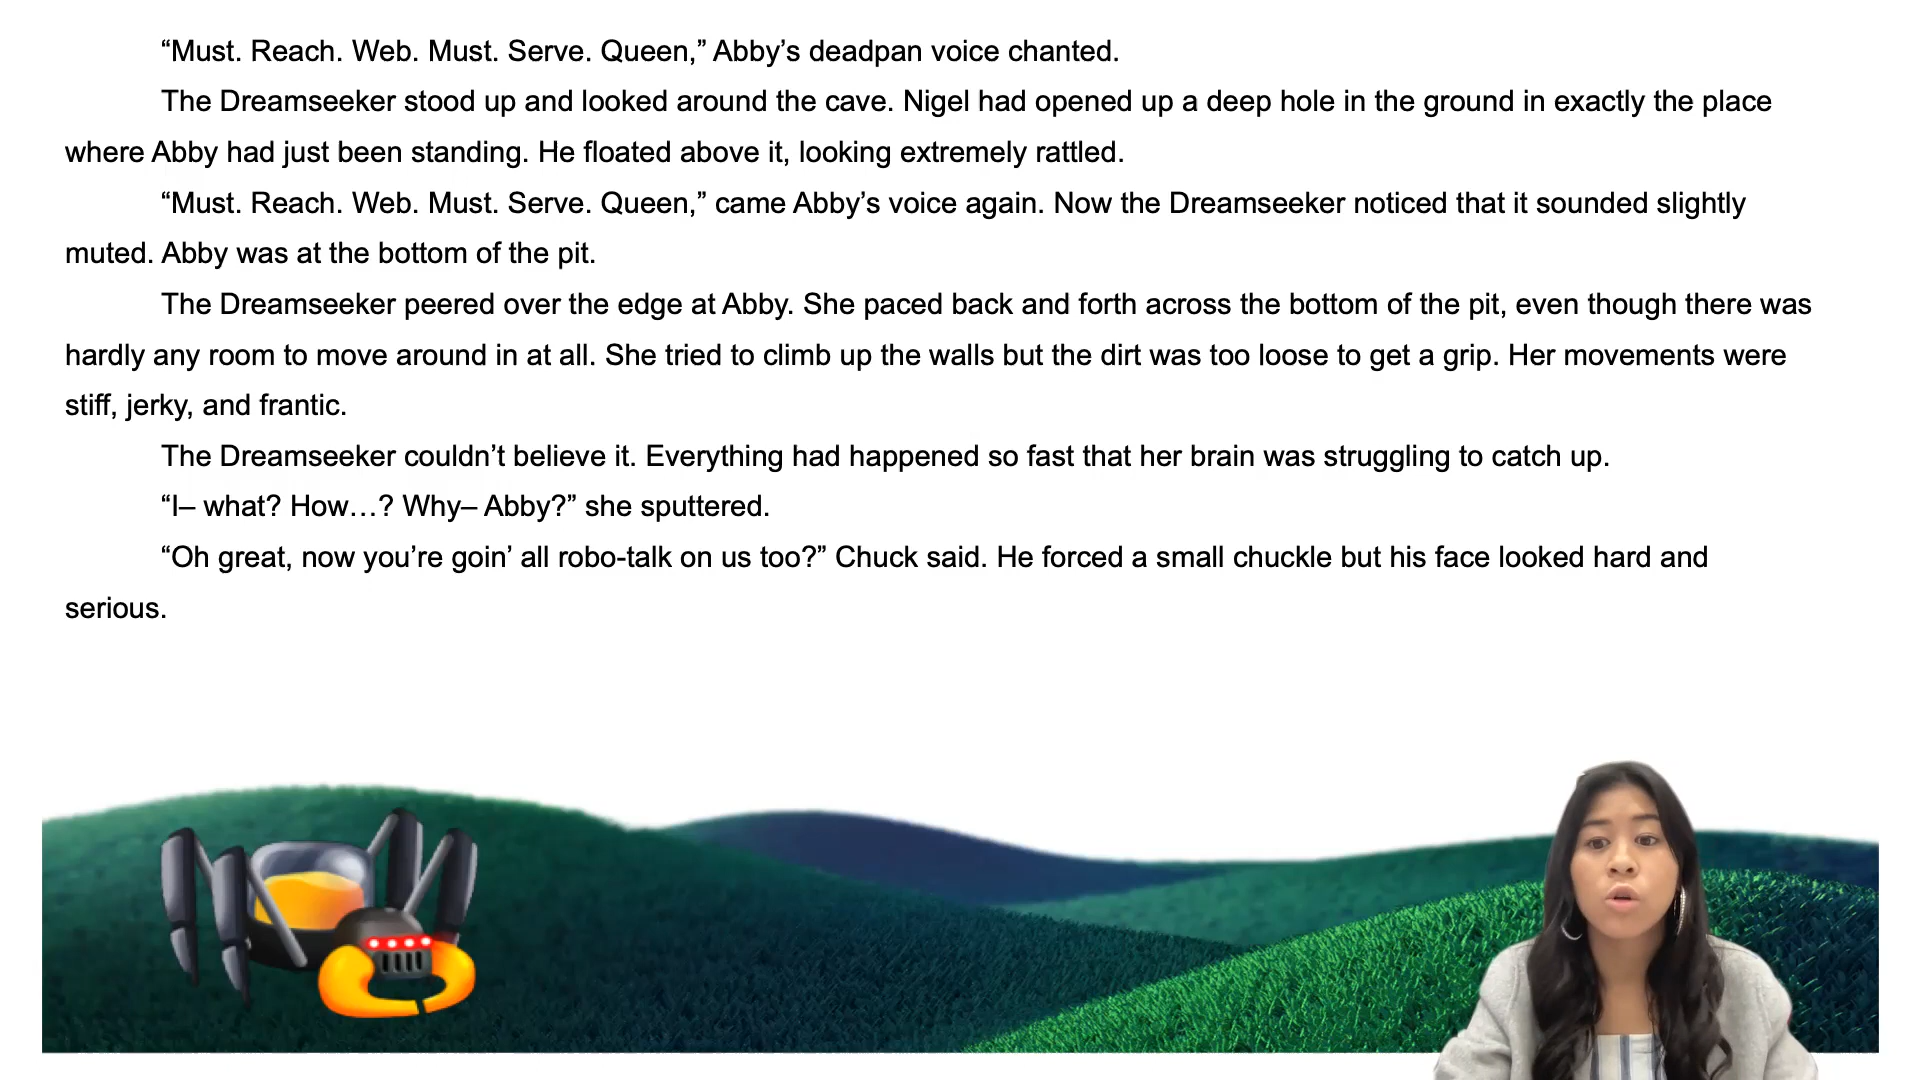 “Must. Reach. Web. Must. Serve. Queen,” Abby’s deadpan voice chanted.
The Dreamseeker stood up and looked around the cave. Nigel had opened up a deep hole in the ground in exactly the place
where Abby had just been standing. He floated above it, looking extremely rattled.
“Must. Reach. Web. Must. Serve. Queen,” came Abby’s voice again. Now the Dreamseeker noticed that it sounded slightly
muted. Abby was at the bottom of the pit.
The Dreamseeker peered over the edge at Abby. She paced back and forth across the bottom of the pit, even though there was
hardly any room to move around in at all. She tried to climb up the walls but the dirt was too loose to get a grip. Her movements were
stiff, jerky, and frantic.
The Dreamseeker couldn’t believe it. Everything had happened so fast that her brain was struggling to catch up.
“I– what? How…? Why– Abby?” she sputtered.
“Oh great, now you’re goin’ all robo-talk on us too?” Chuck said. He forced a small chuckle but his face looked hard and
serious.